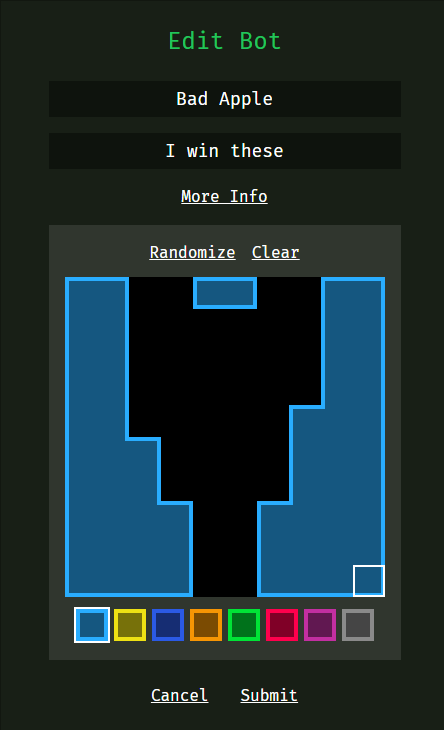 Edit Bot
Bad Apple
I win these
More Info
Randomize Clear
Cancel Submit